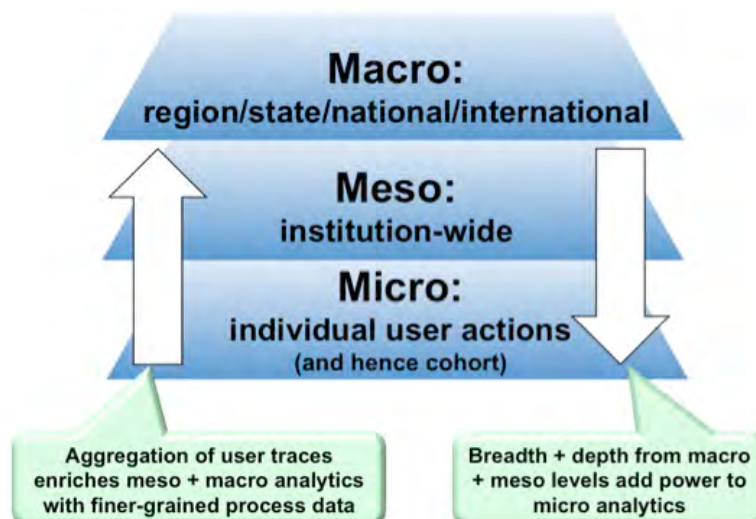 Macro:
region/state/national/international
Meso:
institution-wide
Micro:
individual user actions
(and hence cohort)
Aggregation of user traces
enriches meso + macro analytics
with finer-grained process data
Breadth + depth from macro
+ meso levels add power to
micro analytics